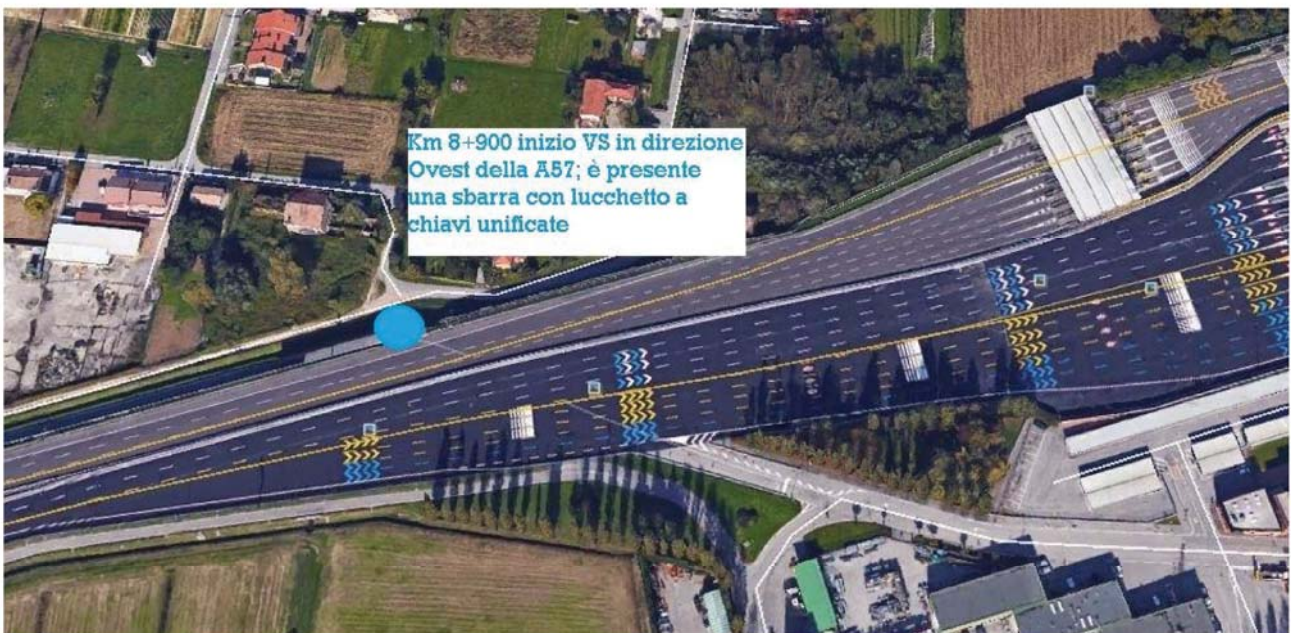 Km 8+900 inizio VS in direzione
Ovest della A57; è presente
una sbarra con lucchetto a
chiavi unificate